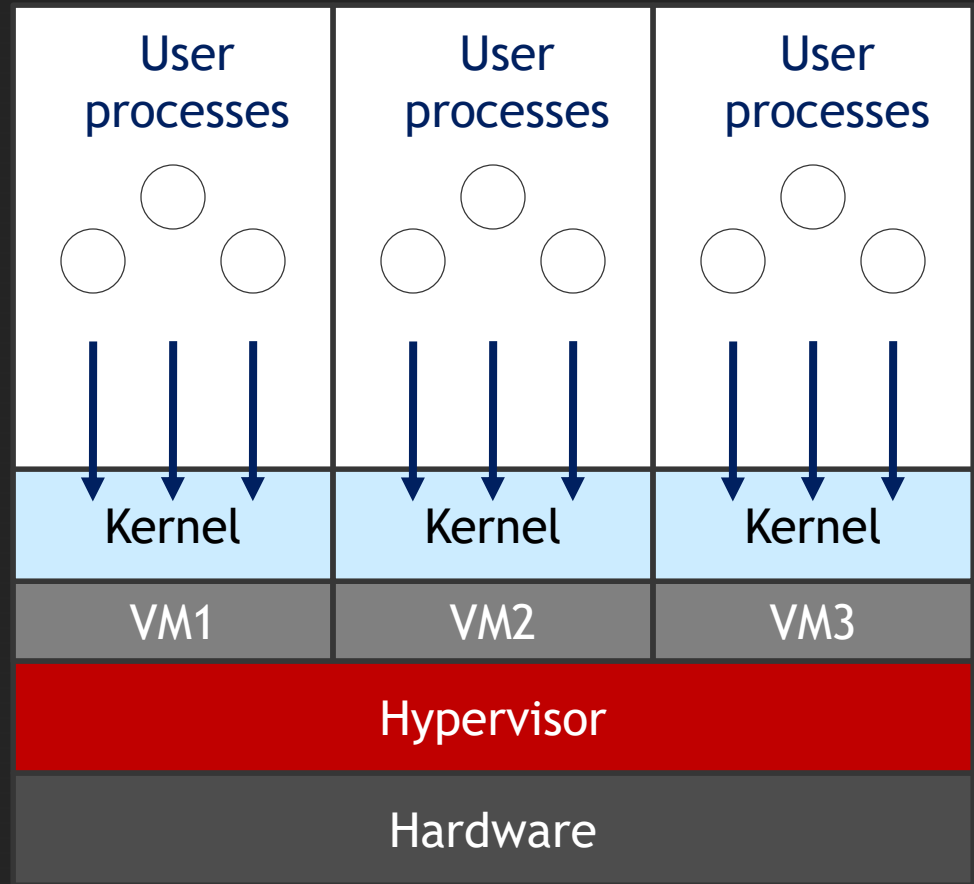 User
processes
User
processes
User
processes
Kernel
Kernel
Kernel
VM1
VM2
VM3
Hypervisor
Hardware